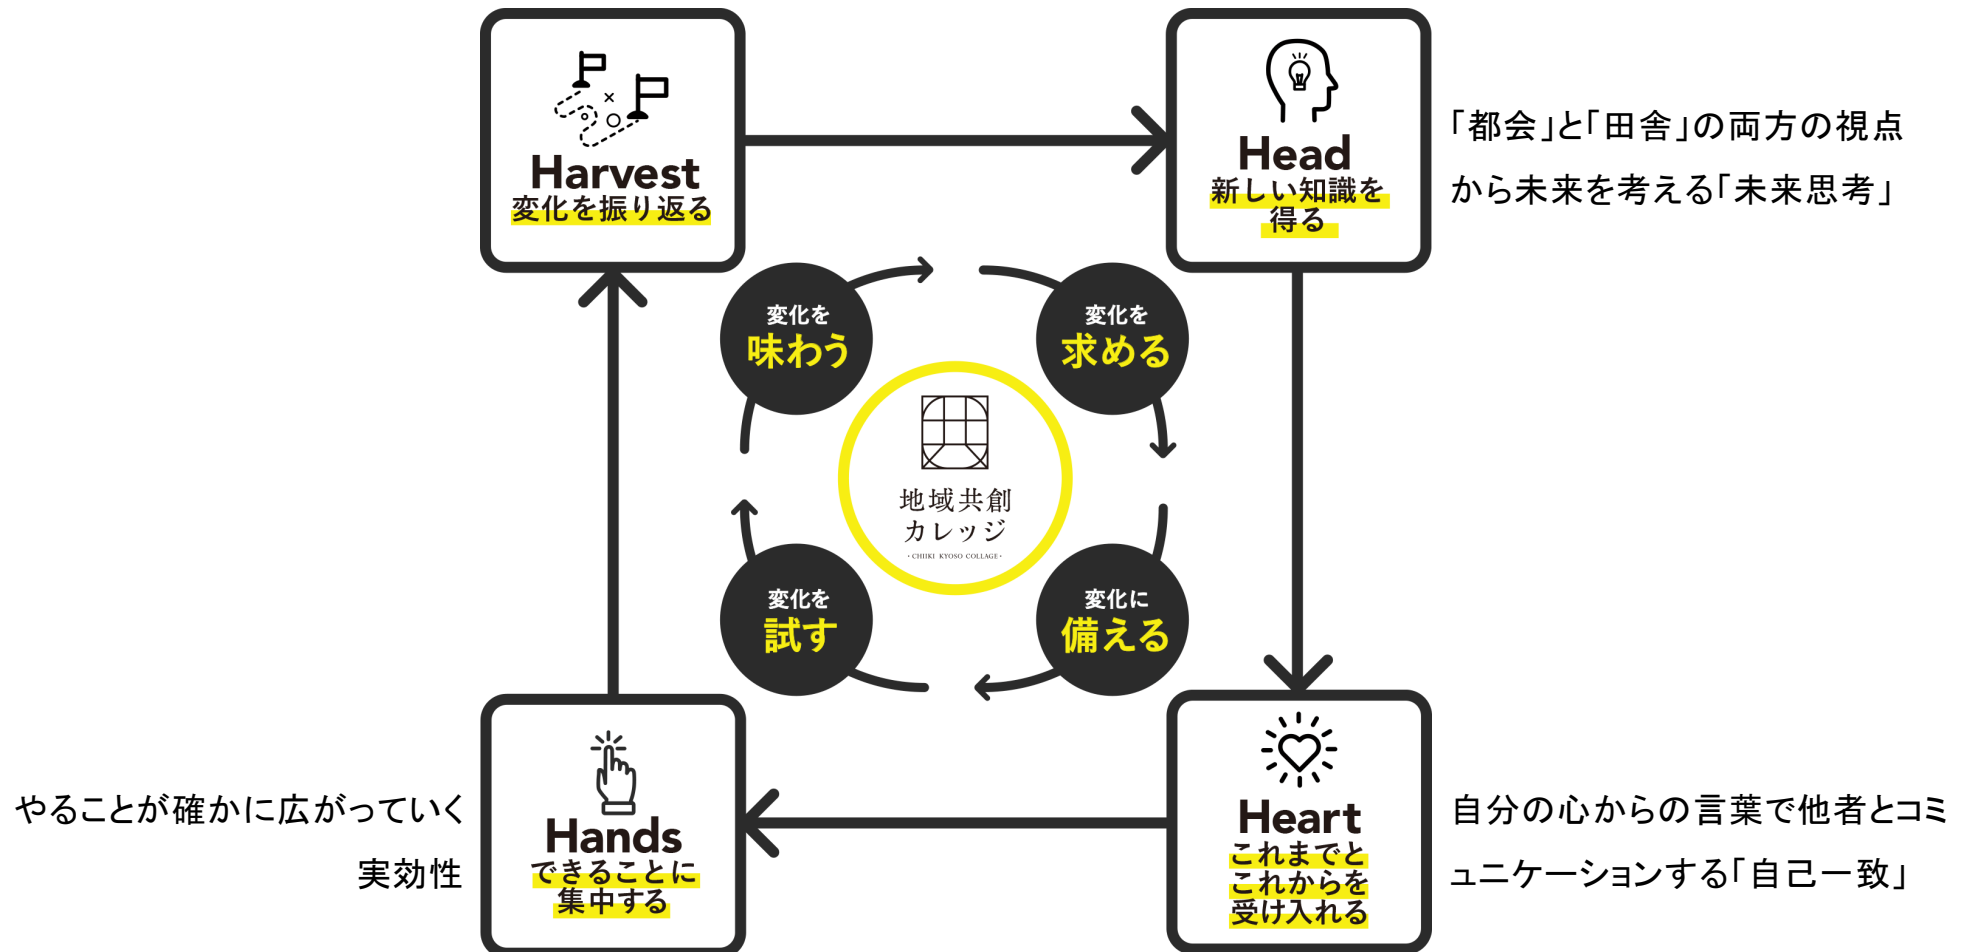 Harvest
変化を振り返る
Head
新しい知識を
得る
「都会」と「田舎」の両方の視点
から未来を考える「未来思考」
変化を
味わう
変化を
求める
地域共創
カレッジ
・CHIIKI KYOSO COLLAGE・
変化を
試す
変化に
備える
やることが確かに広がっていく
実効性
Hands
できることに
集中する
Heart
これまでと
これからを
受け入れる
自分の心からの言葉で他者とコミ
ュニケーションする「自己一致」